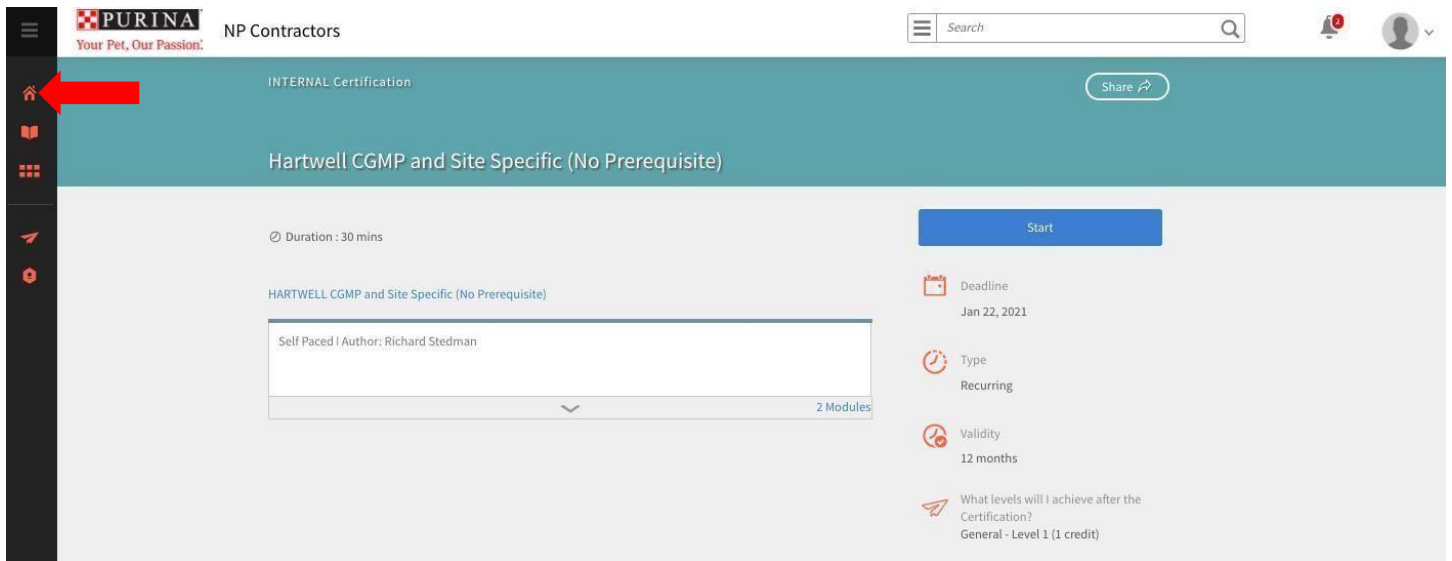 PURINA
Your Pet, Our Passion.
NP Contractors
Search
2
INTERNAL Certification
Share
Hartwell CGMP and Site Specific (No Prerequisite)
Duration : 30 mins
HARTWELL CGMP and Site Specific (No Prerequisite)
Self Paced | Author: Richard Stedman
2 Modules
Start
Deadline
Jan 22, 2021
Type
Recurring
Validity
12 months
What levels will I achieve after the
Certification?
General - Level 1 (1 credit)